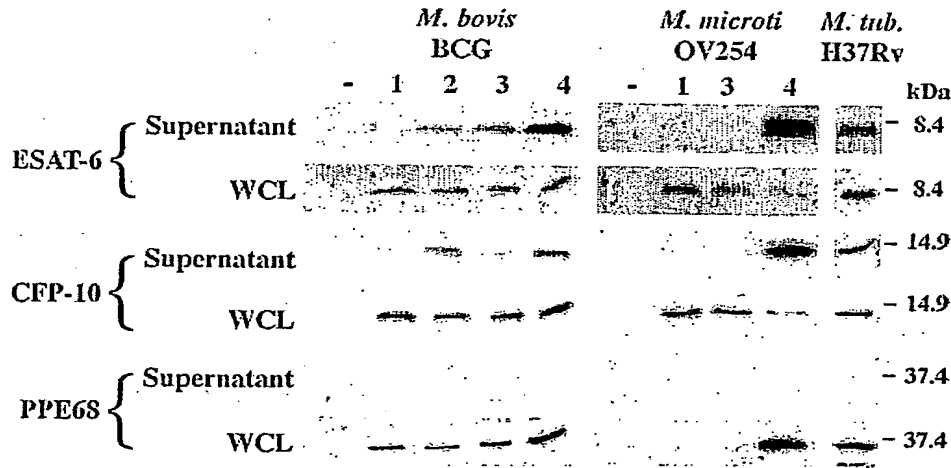 M. bovis M. microti M. tub.
BCG OV254 H37Rv
- 1 2 3 4 - 1 3 4 kDa
Supernatant - 8.4
ESAT-6
WCL - 8.4
Supernatant - 14.9
CFP-10
WCL - 14.9
Supernatant - 37.4
PPE68
WCL - 37.4